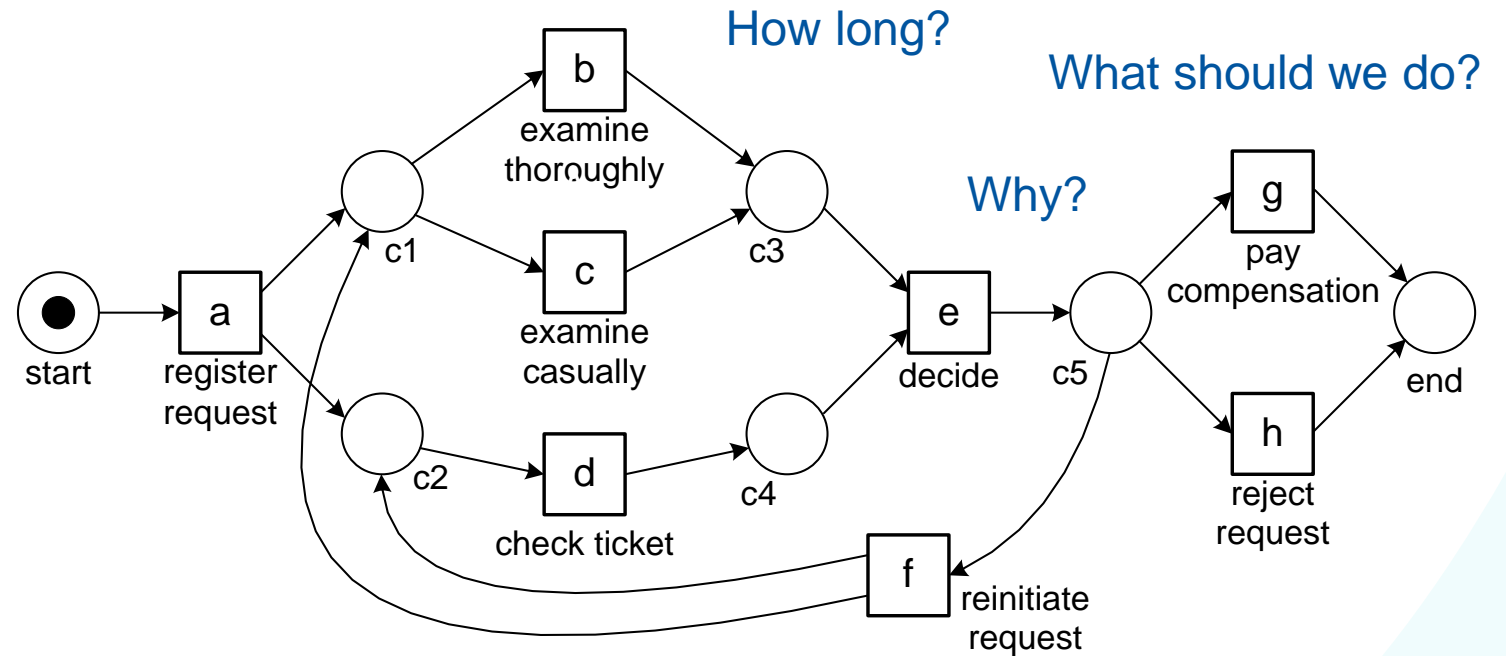 How long?
What should we do?
b
examine
thoroughly
Why?
g
pay
compensation
c1
c
examine
casually
c3
start
a
register
request
e
decide
c5
end
c2
d
check ticket
c4
h
reject
request
f
reinitiate
request